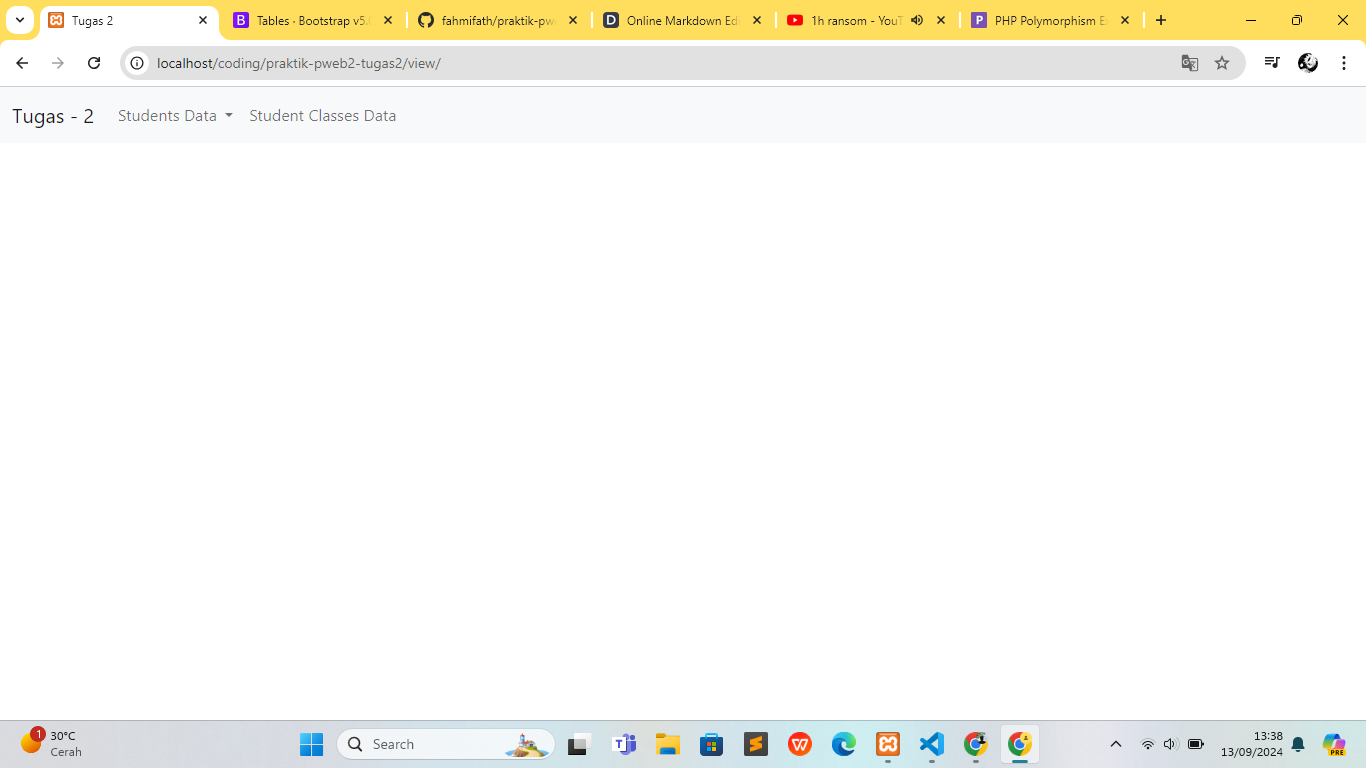 Tugas 2
Tables · Bootstrap v5.
fahmifath/praktik-pw
Online Markdown Edi
1h ransom - YouT
PHP Polymorphism E
localhost/coding/praktik-pweb2-tugas2/view/
Tugas - 2 Students Data Student Classes Data
1
30°C
Cerah
Search
13:38
13/09/2024
PRE